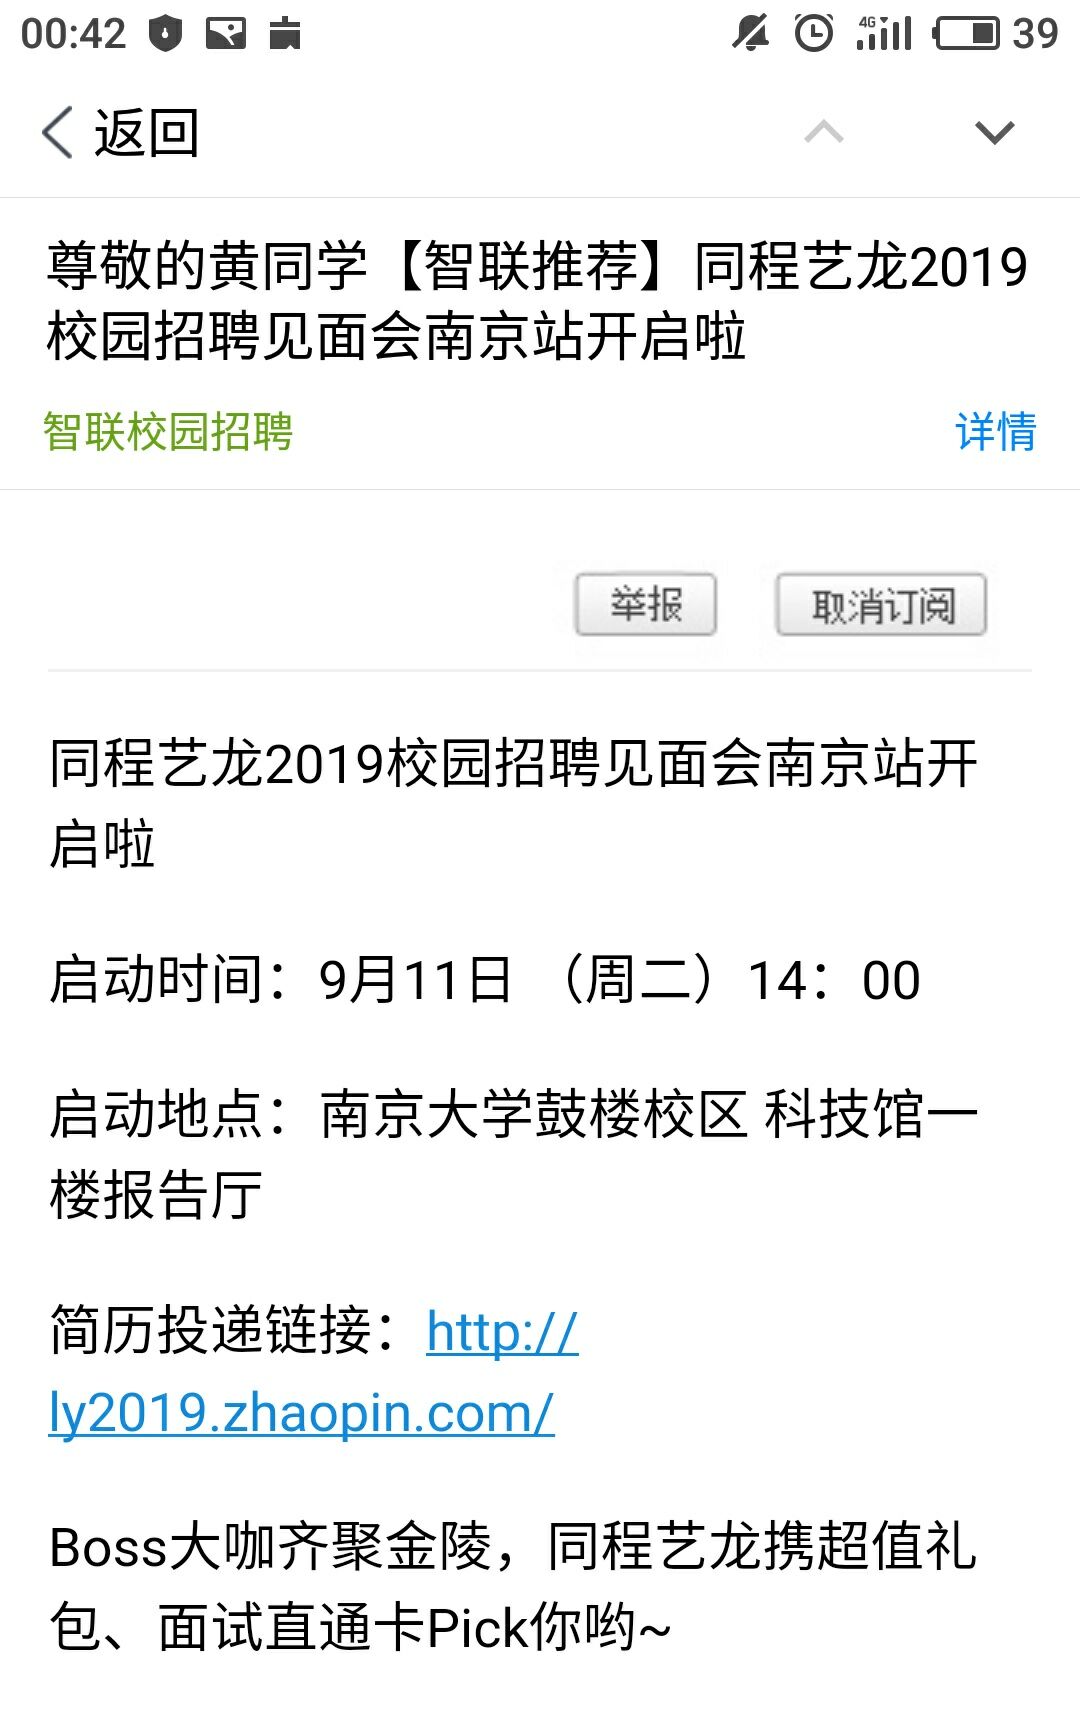 00:42
4G
39
返回
尊敬的黄同学【智联推荐】同程艺龙2019
校园招聘见面会南京站开启啦
智联校园招聘
详情
举报
取消订阅
同程艺龙2019校园招聘见面会南京站开
启啦
启动时间：9月11日 （周二）14：00
启动地点：南京大学鼓楼校区 科技馆一
楼报告厅
简历投递链接：http://
ly2019.zhaopin.com/
Boss大咖齐聚金陵，同程艺龙携超值礼
包、面试直通卡Pick你哟~